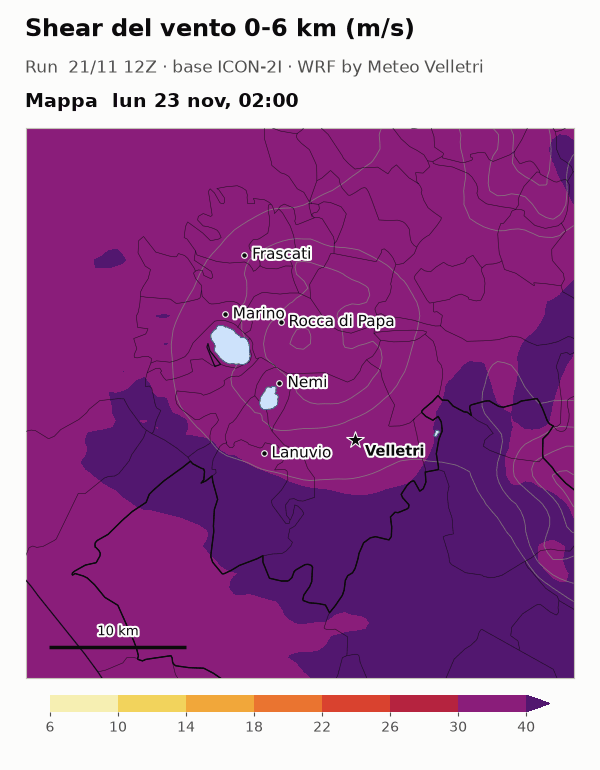 Shear del vento 0-6 km (m/s)
Run  21/11 12Z · base ICON-2I · WRF by Meteo Velletri
Mappa  lun 23 nov, 02:00
Frascati
Marino
Rocca di Papa
Nemi
Velletri
Lanuvio
10 km
6 10 14 18 22 26 30 40